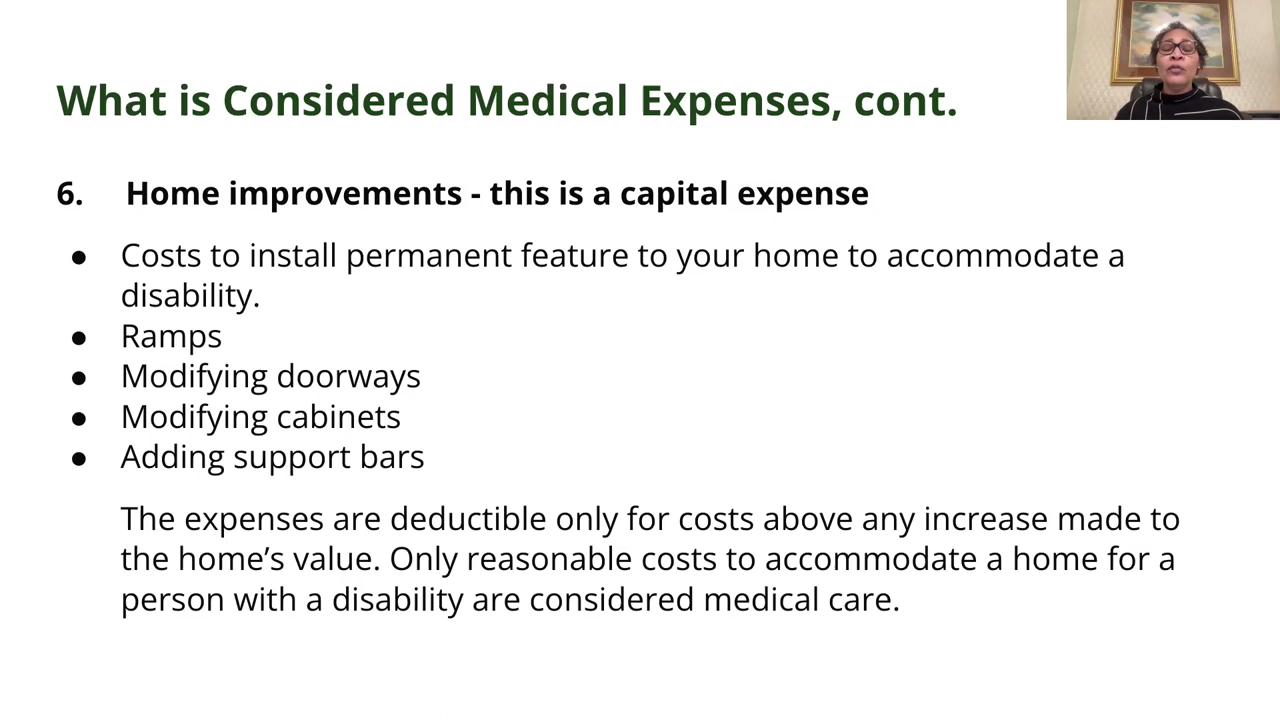 What is Considered Medical Expenses, cont.
6. Home improvements - this is a capital expense
● Costs to install permanent feature to your home to accommodate a
disability.
● Ramps
● Modifying doorways
● Modifying cabinets
● Adding support bars
The expenses are deductible only for costs above any increase made to
the home’s value. Only reasonable costs to accommodate a home for a
person with a disability are considered medical care.